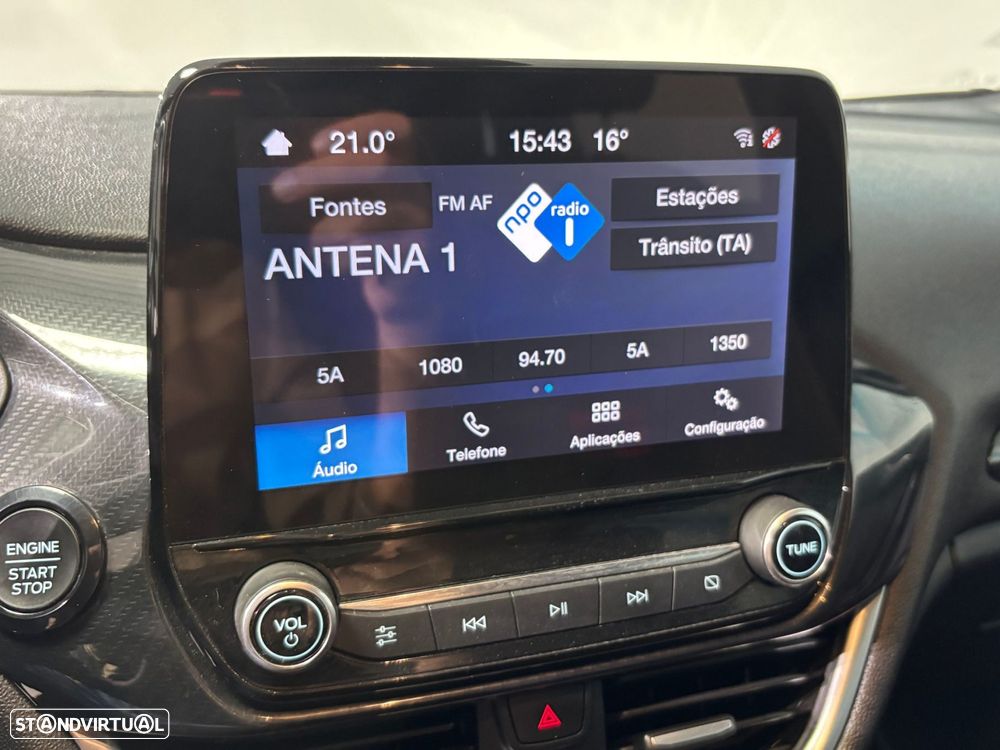 21.0° 15:43 16°
Fontes FM AF npo radio 1 Estações
Trânsito (TA)
ANTENA 1
5A 1080 94.70 5A 1350
Áudio Telefone Aplicações Configuração
ENGINE
START
STOP
VOL
TUNE
STANDVIRTUAL